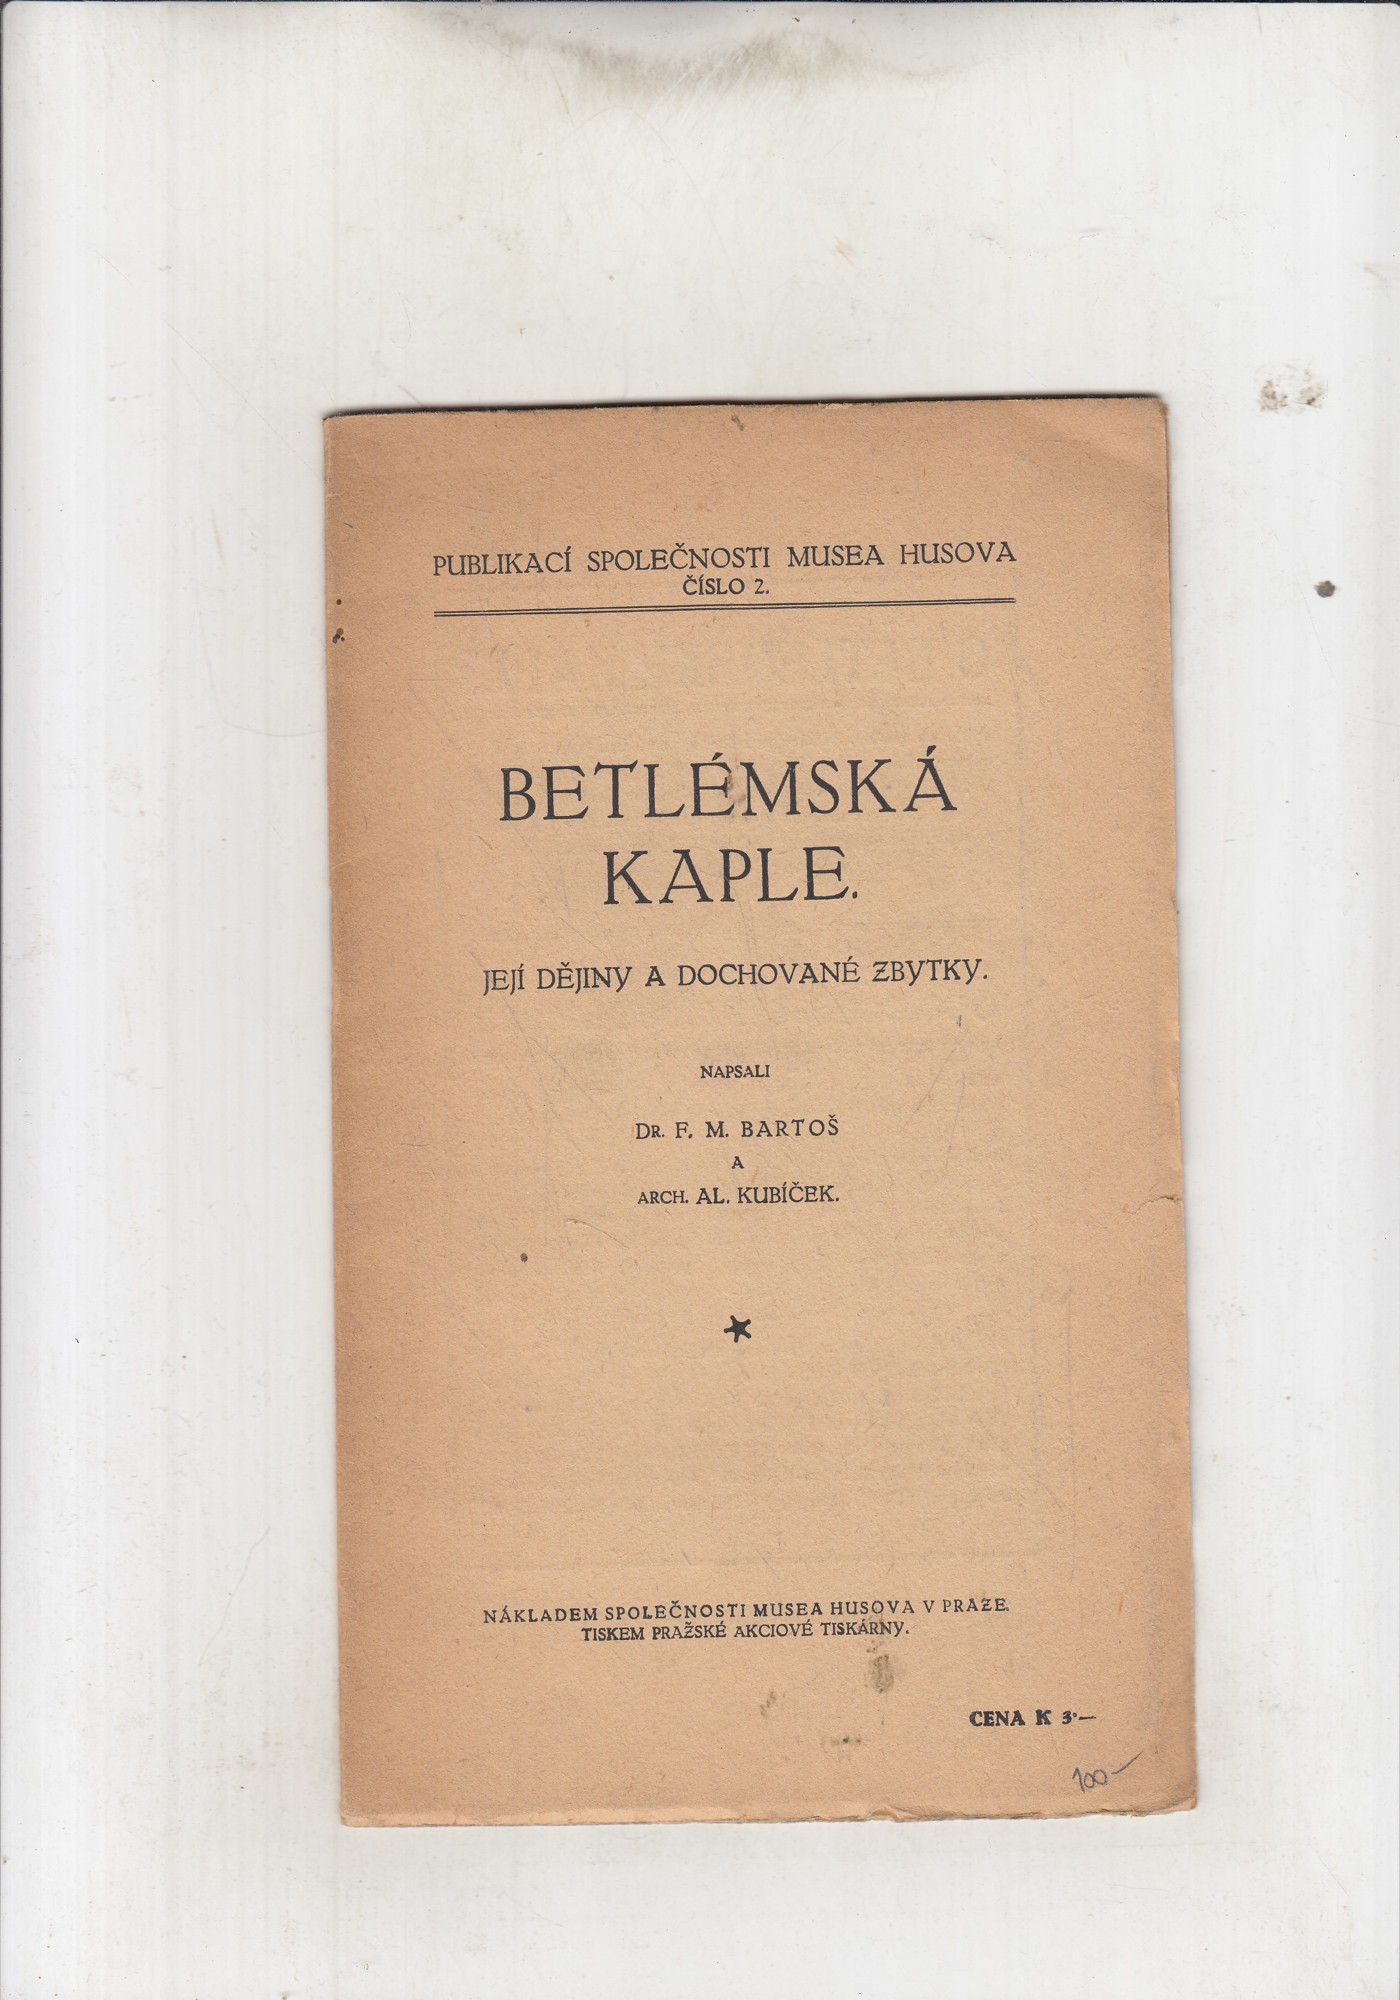 PUBLIKACÍ SPOLEČNOSTI MUSEA HUSOVA
ČÍSLO 2.
BETLÉMSKÁ
KAPLE.
JEJÍ DĚJINY A DOCHOVANÉ ZBYTKY.
NAPSALI
DR. F. M. BARTOŠ
A
ARCH. AL. KUBÍČEK.
NÁKLADEM SPOLEČNOSTI MUSEA HUSOVA V PRAZE.
TISKEM PRAŽSKÉ AKCIOVÉ TISKÁRNY.
CENA K 3·—
100—